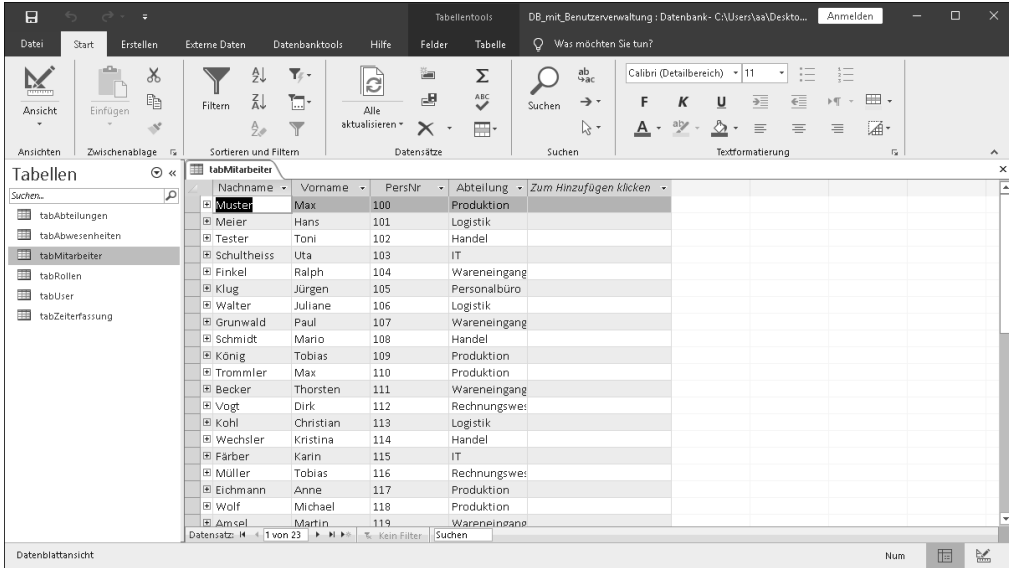 Tabellentools DB_mit_Benutzerverwaltung : Datenbank- C:\Users\aa\Deskto... Anmelden
Datei Start Erstellen Externe Daten Datenbanktools Hilfe Felder Tabelle Was möchten Sie tun?
Ansicht Einfügen Filtern Alle aktualisieren Suchen Calibri (Detailbereich) 11
F K U
Ansichten Zwischenablage Sortieren und Filtern Datensätze Suchen Textformatierung
Tabellen
Suchen...
tabAbteilungen
tabAbwesenheiten
tabMitarbeiter
tabRollen
tabUser
tabZeiterfassung
tabMitarbeiter
Nachname Vorname PersNr Abteilung Zum Hinzufügen klicken
Muster Max 100 Produktion
Meier Hans 101 Logistik
Tester Toni 102 Handel
Schultheiss Uta 103 IT
Finkel Ralph 104 Wareneingang
Klug Jürgen 105 Personalbüro
Walter Juliane 106 Logistik
Grunwald Paul 107 Wareneingang
Schmidt Mario 108 Handel
König Tobias 109 Produktion
Trommler Max 110 Produktion
Becker Thorsten 111 Wareneingang
Vogt Dirk 112 Rechnungswes
Kohl Christian 113 Logistik
Wechsler Kristina 114 Handel
Färber Karin 115 IT
Müller Tobias 116 Rechnungswes
Eichmann Anne 117 Produktion
Wolf Michael 118 Produktion
Amsel Martin 119 Wareneingang
Datensatz: 1 von 23 Kein Filter Suchen
Datenblattansicht Num